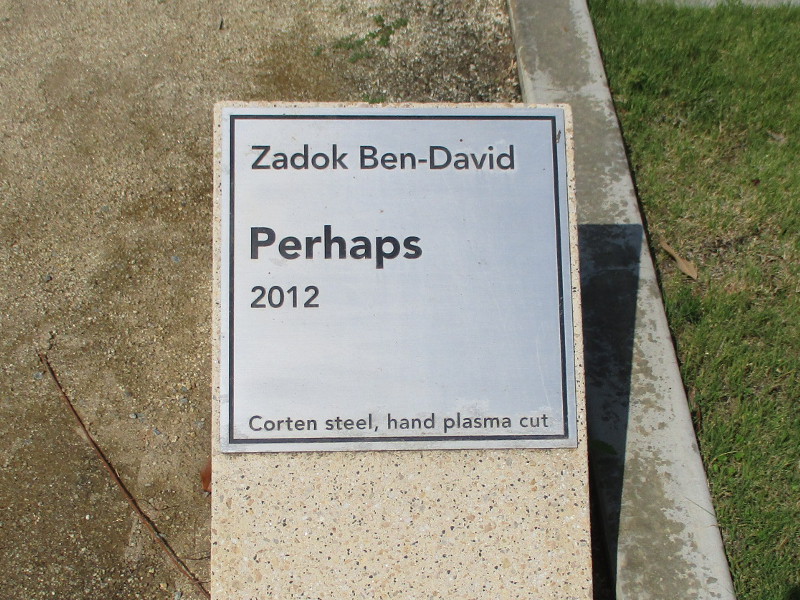 Zadok Ben-David
Perhaps
2012
Corten steel, hand plasma cut